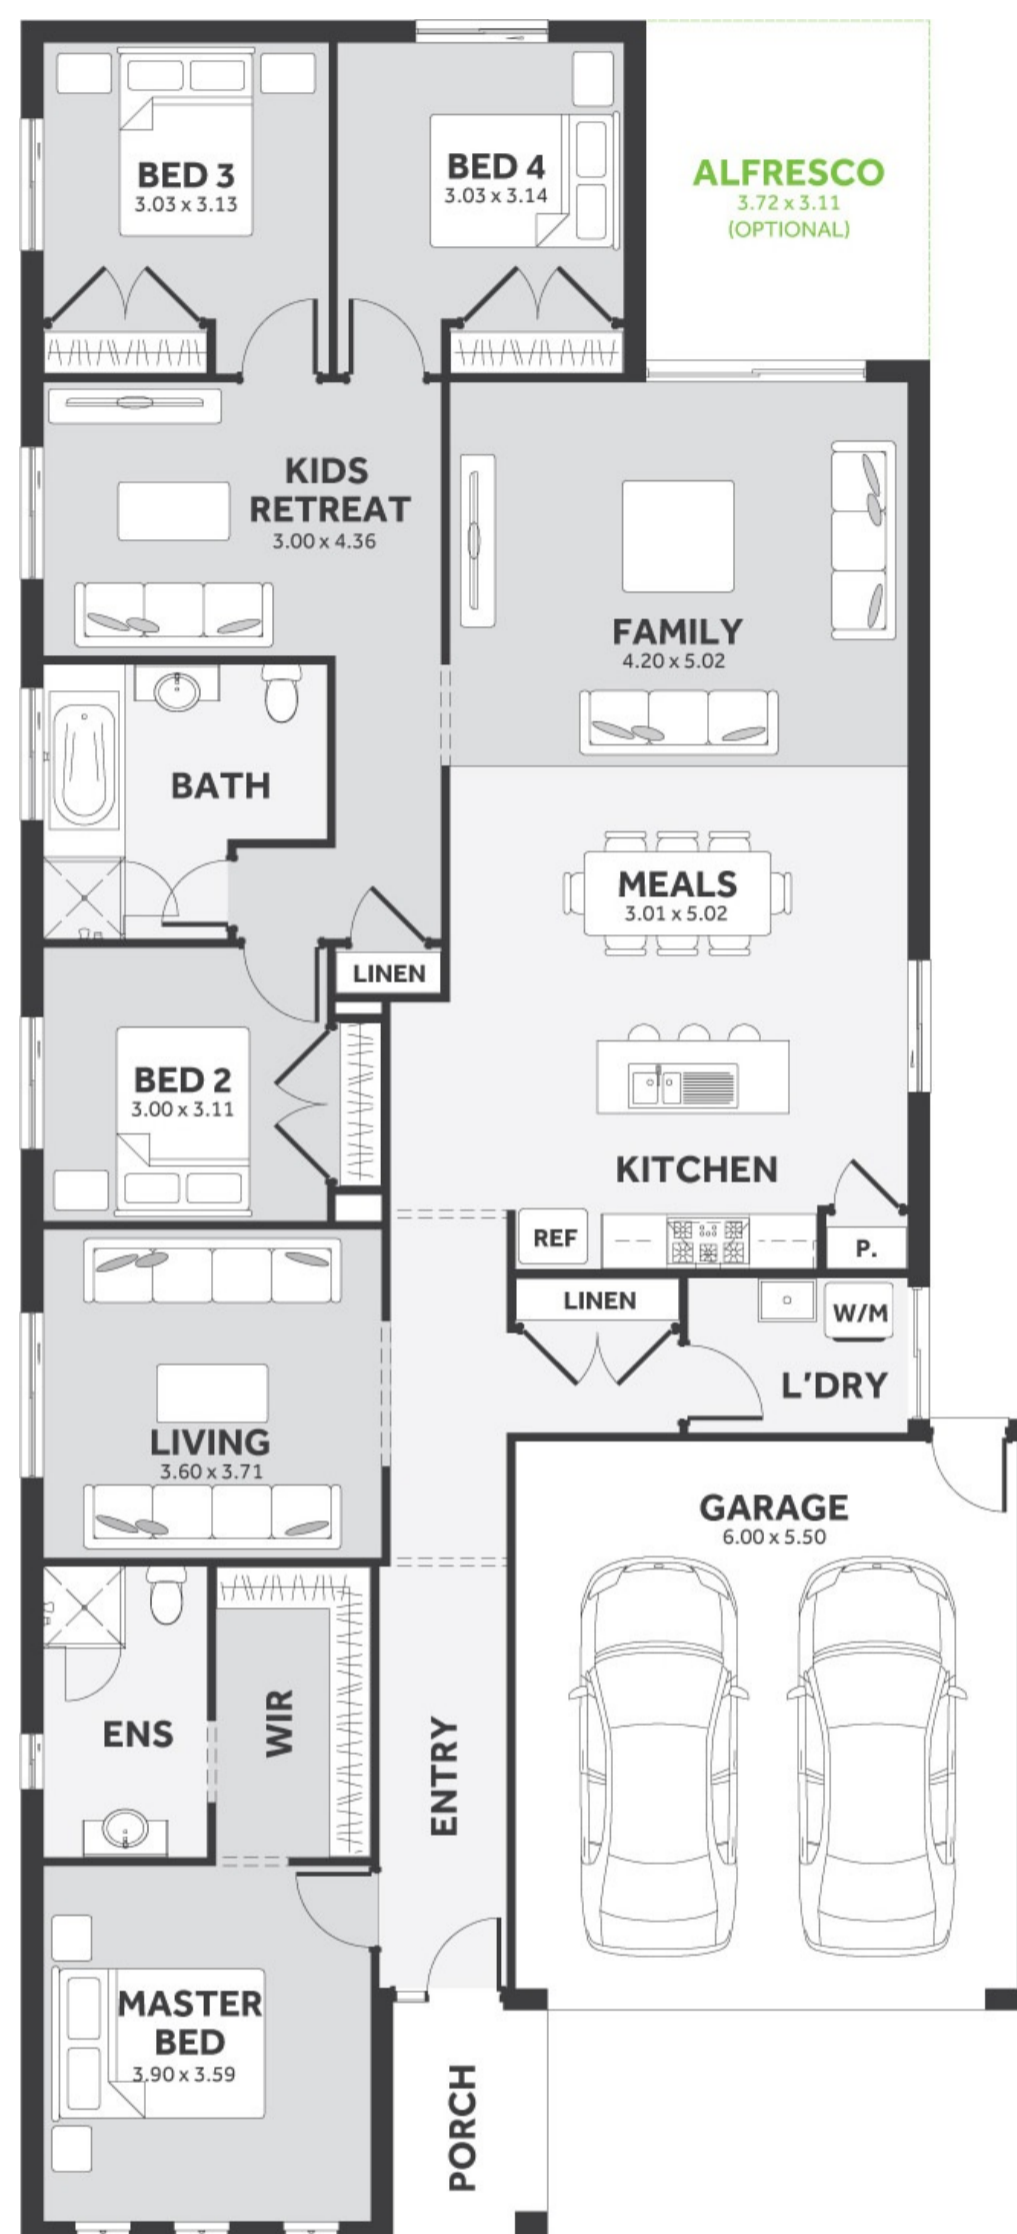 BED 3
3.03 x 3.13
BED 4
3.03 x 3.14
ALFRESCO
3.72 x 3.11
(OPTIONAL)
KIDS
RETREAT
3.00 x 4.36
FAMILY
4.20 x 5.02
BATH
MEALS
3.01 x 5.02
LINEN
BED 2
3.00 x 3.11
KITCHEN
REF
P.
LINEN
W/M
L'DRY
LIVING
3.60 x 3.71
GARAGE
6.00 x 5.50
ENS
WIR
ENTRY
MASTER
BED
3.90 x 3.59
PORCH